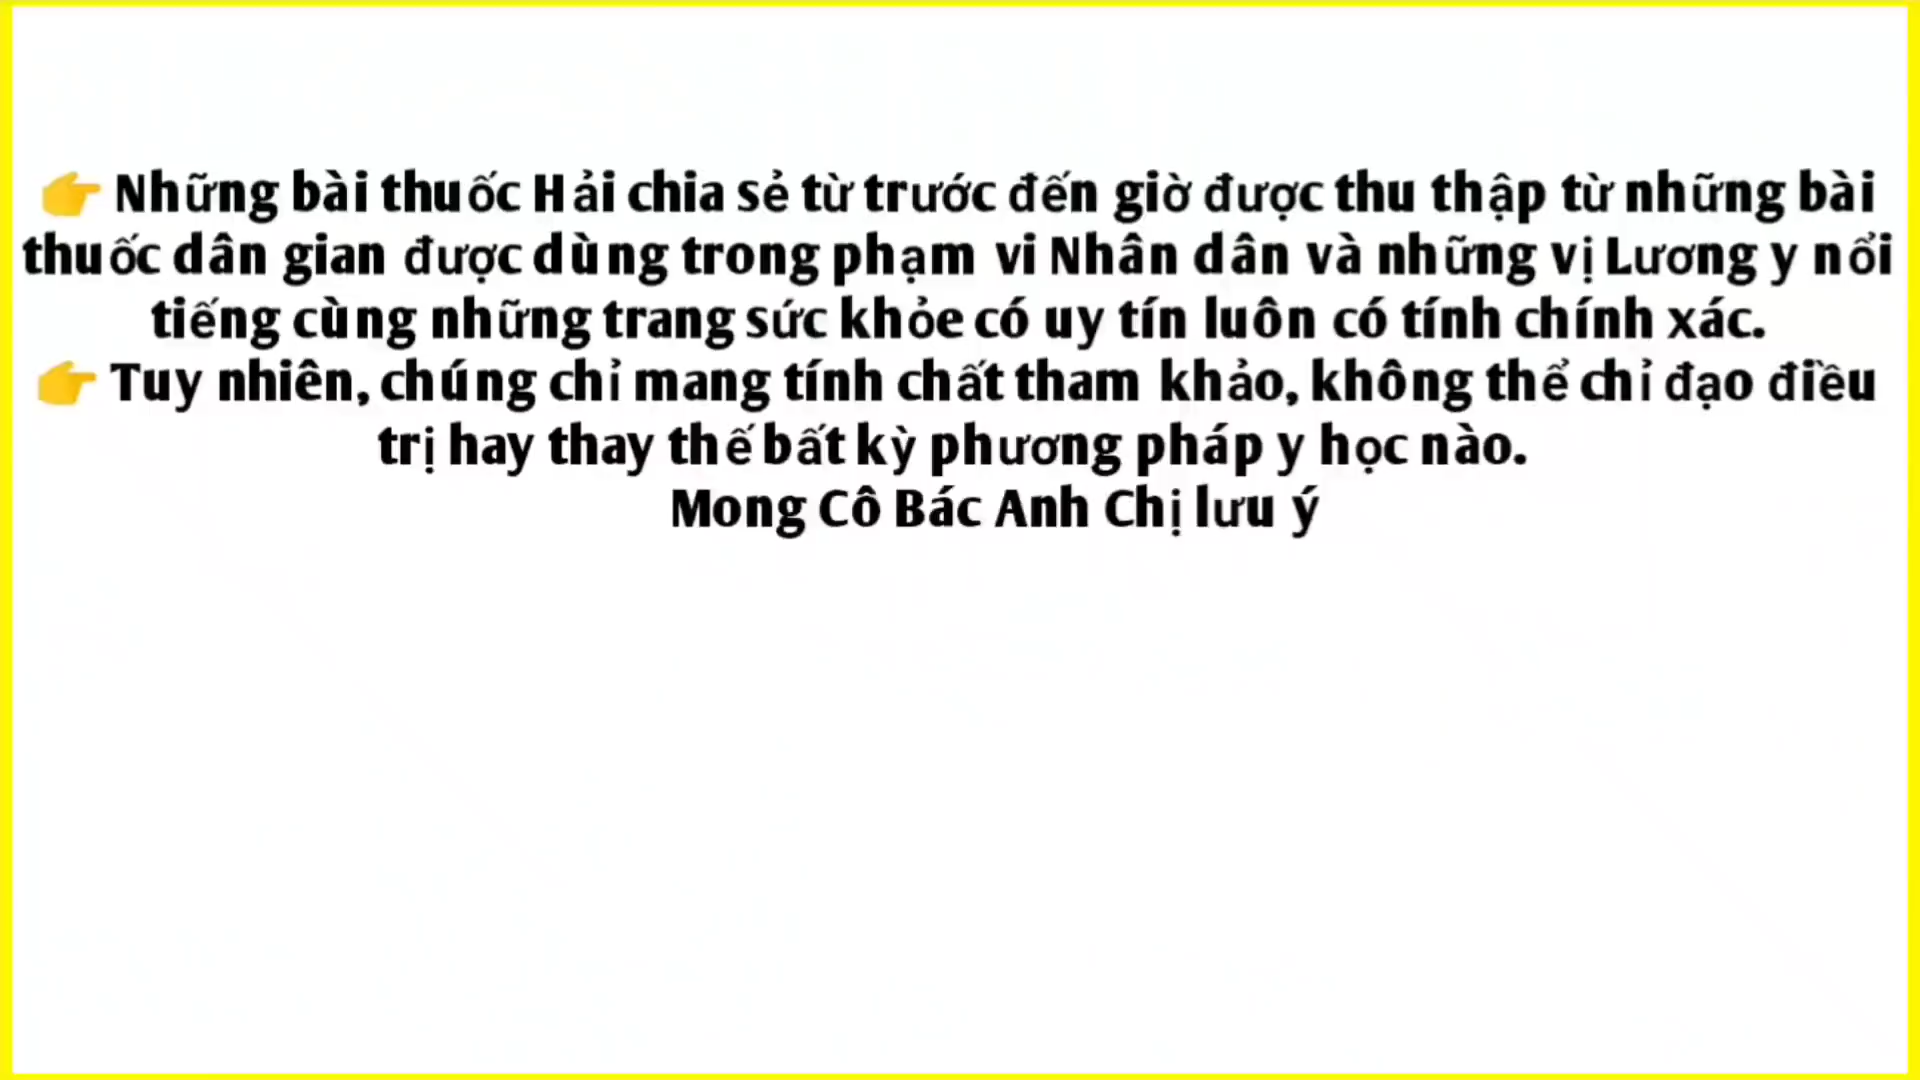 👉 Những bài thuốc Hải chia sẻ từ trước đến giờ được thu thập từ những bài
thuốc dân gian được dùng trong phạm vi Nhân dân và những vị Lương y nổi
tiếng cùng những trang sức khỏe có uy tín luôn có tính chính xác.
👉 Tuy nhiên, chúng chỉ mang tính chất tham khảo, không thể chỉ đạo điều
trị hay thay thế bất kỳ phương pháp y học nào.
Mong Cô Bác Anh Chị lưu ý